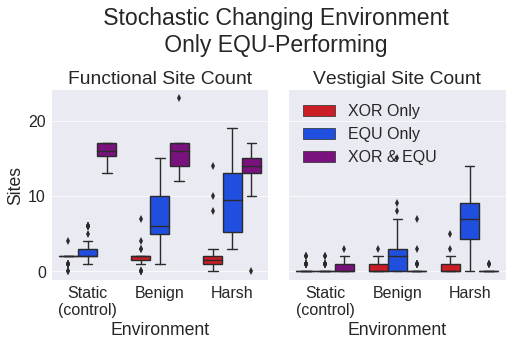 Stochastic Changing Environment
Only EQU-Performing
Functional Site Count
Vestigial Site Count
XOR Only
EQU Only
XOR & EQU
20
10
0
Sites
Static
(control)
Benign
Harsh
Static
(control)
Benign
Harsh
Environment
Environment